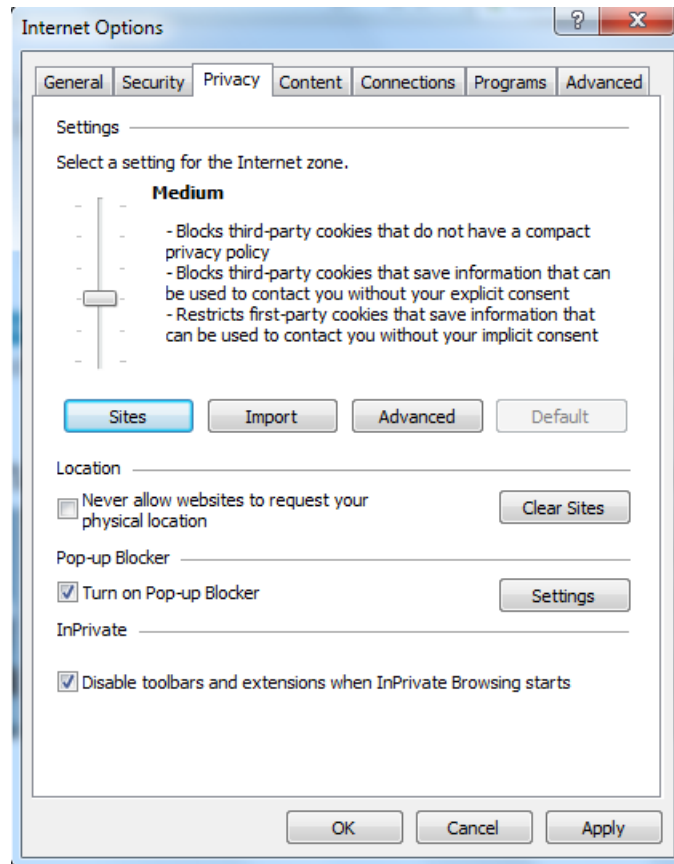 Internet Options
General Security Privacy Content Connections Programs Advanced
Settings
Select a setting for the Internet zone.
Medium
- Blocks third-party cookies that do not have a compact
privacy policy
- Blocks third-party cookies that save information that can
be used to contact you without your explicit consent
- Restricts first-party cookies that save information that
can be used to contact you without your implicit consent
Sites Import Advanced Default
Location
Never allow websites to request your
physical location
Clear Sites
Pop-up Blocker
Turn on Pop-up Blocker Settings
InPrivate
Disable toolbars and extensions when InPrivate Browsing starts
OK Cancel Apply